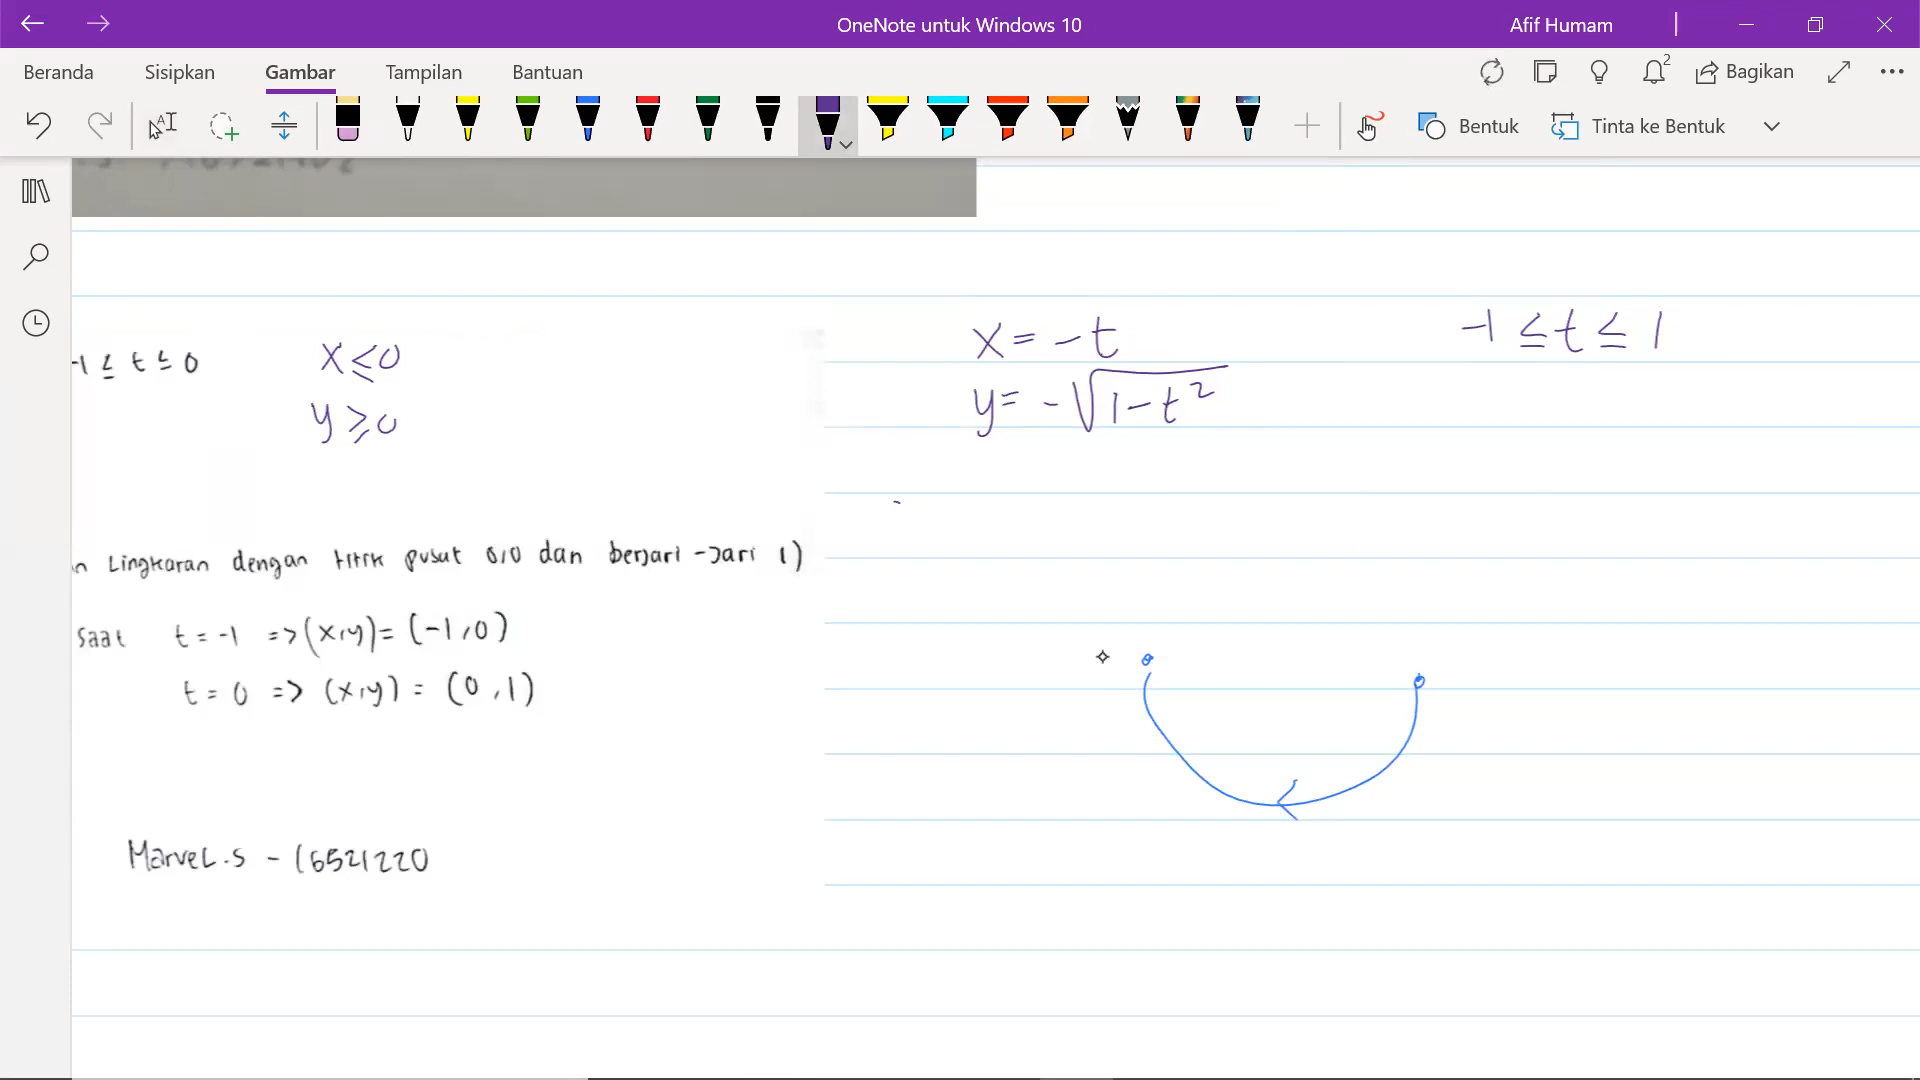 OneNote untuk Windows 10
Afif Humam
Beranda
Sisipkan
Gambar
Tampilan
Bantuan
2
Bagikan
Bentuk
Tinta ke Bentuk
-1 ≤ t ≤ 0
x ≤ 0
y ≥ 0
x = -t
-1 ≤ t ≤ 1
y = -√1-t²
n Lingkaran dengan titik pusat 0,0 dan berjari-jari 1)
Saat t = -1 => (x,y) = (-1,0)
t = 0 => (x,y) = (0,1)
Marvel.S - 16521220